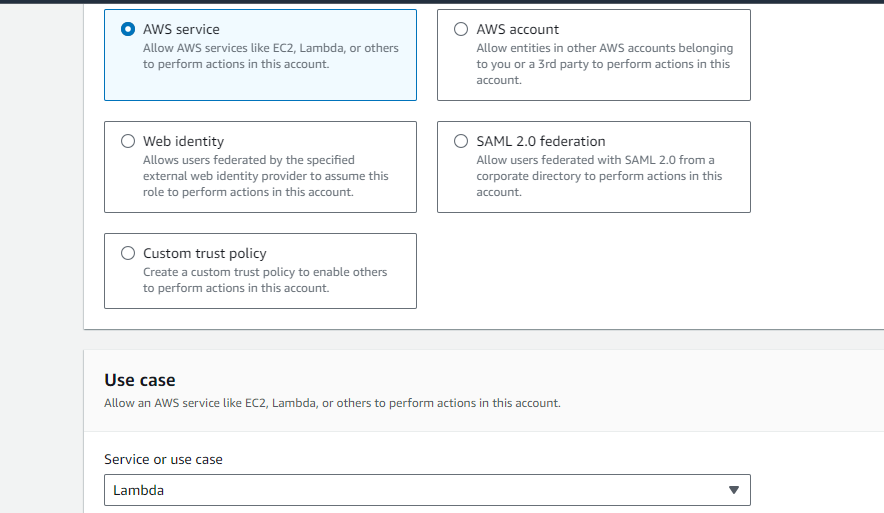 AWS service
Allow AWS services like EC2, Lambda, or others
to perform actions in this account.
AWS account
Allow entities in other AWS accounts belonging
to you or a 3rd party to perform actions in this
account.
Web identity
Allows users federated by the specified
external web identity provider to assume this
role to perform actions in this account.
SAML 2.0 federation
Allow users federated with SAML 2.0 from a
corporate directory to perform actions in this
account.
Custom trust policy
Create a custom trust policy to enable others
to perform actions in this account.
Use case
Allow an AWS service like EC2, Lambda, or others to perform actions in this account.
Service or use case
Lambda